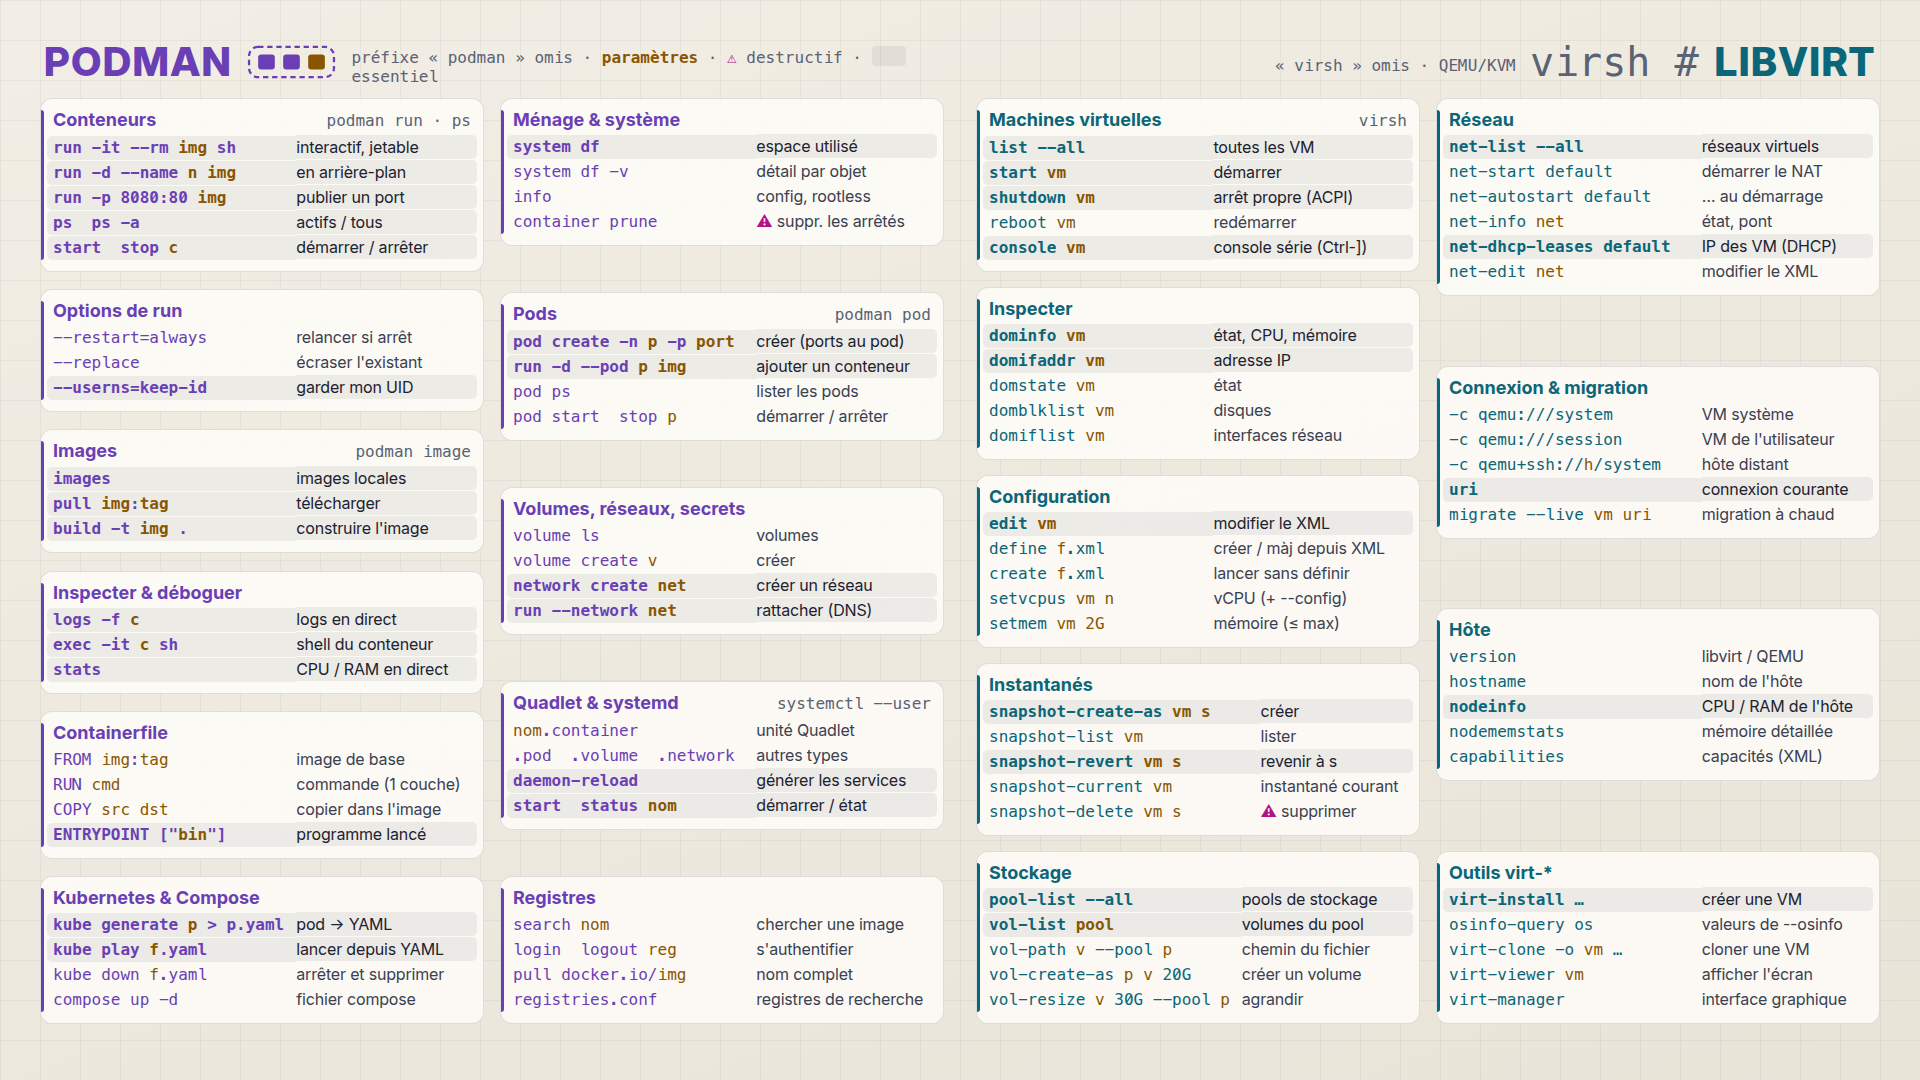 PODMAN
préfixe « podman » omis · paramètres · ⚠ destructif ·
essentiel
Conteneurs podman run · ps
run -it --rm img sh interactif, jetable
run -d --name n img en arrière-plan
run -p 8080:80 img publier un port
ps ps -a actifs / tous
start stop c démarrer / arrêter
Options de run
--restart=always relancer si arrêt
--replace écraser l'existant
--userns=keep-id garder mon UID
Images podman image
images images locales
pull img:tag télécharger
build -t img . construire l'image
Inspecter & déboguer
logs -f c logs en direct
exec -it c sh shell du conteneur
stats CPU / RAM en direct
Containerfile
FROM img:tag image de base
RUN cmd commande (1 couche)
COPY src dst copier dans l'image
ENTRYPOINT ["bin"] programme lancé
Kubernetes & Compose
kube generate p > p.yaml pod → YAML
kube play f.yaml lancer depuis YAML
kube down f.yaml arrêter et supprimer
compose up -d fichier compose
Ménage & système
system df espace utilisé
system df -v détail par objet
info config, rootless
container prune ⚠ suppr. les arrêtés
Pods podman pod
pod create -n p -p port créer (ports au pod)
run -d --pod p img ajouter un conteneur
pod ps lister les pods
pod start stop p démarrer / arrêter
Volumes, réseaux, secrets
volume ls volumes
volume create v créer
network create net créer un réseau
run --network net rattacher (DNS)
Quadlet & systemd systemctl --user
nom.container unité Quadlet
.pod .volume .network autres types
daemon-reload générer les services
start status nom démarrer / état
Registres
search nom chercher une image
login logout reg s'authentifier
pull docker.io/img nom complet
registries.conf registres de recherche
« virsh » omis · QEMU/KVM virsh # LIBVIRT
Machines virtuelles virsh
list --all toutes les VM
start vm démarrer
shutdown vm arrêt propre (ACPI)
reboot vm redémarrer
console vm console série (Ctrl-])
Inspecter
dominfo vm état, CPU, mémoire
domifaddr vm adresse IP
domstate vm état
domblklist vm disques
domiflist vm interfaces réseau
Configuration
edit vm modifier le XML
define f.xml créer / màj depuis XML
create f.xml lancer sans définir
setvcpus vm n vCPU (+ --config)
setmem vm 2G mémoire (≤ max)
Instantanés
snapshot-create-as vm s créer
snapshot-list vm lister
snapshot-revert vm s revenir à s
snapshot-current vm instantané courant
snapshot-delete vm s ⚠ supprimer
Stockage
pool-list --all pools de stockage
vol-list pool volumes du pool
vol-path v --pool p chemin du fichier
vol-create-as p v 20G créer un volume
vol-resize v 30G --pool p agrandir
Réseau
net-list --all réseaux virtuels
net-start default démarrer le NAT
net-autostart default … au démarrage
net-info net état, pont
net-dhcp-leases default IP des VM (DHCP)
net-edit net modifier le XML
Connexion & migration
-c qemu:///system VM système
-c qemu:///session VM de l'utilisateur
-c qemu+ssh://h/system hôte distant
uri connexion courante
migrate --live vm uri migration à chaud
Hôte
version libvirt / QEMU
hostname nom de l'hôte
nodeinfo CPU / RAM de l'hôte
nodememstats mémoire détaillée
capabilities capacités (XML)
Outils virt-*
virt-install … créer une VM
osinfo-query os valeurs de --osinfo
virt-clone -o vm … cloner une VM
virt-viewer vm afficher l'écran
virt-manager interface graphique